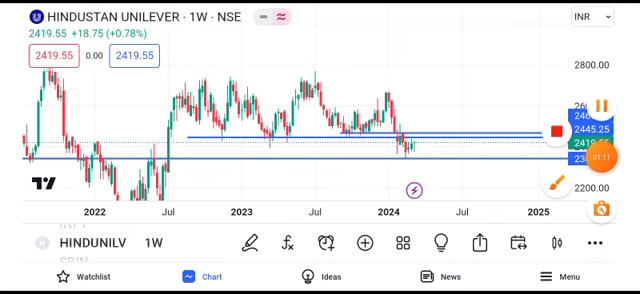 HINDUSTAN UNILEVER · 1W · NSE
INR
2419.55 +18.75 (+0.78%)
2419.55 0.00 2419.55
2800.00
2445.25
01:11
2200.00
2022 Jul 2023 Jul 2024 Jul 2025
HINDUNILV 1W
Watchlist Chart Ideas News Menu